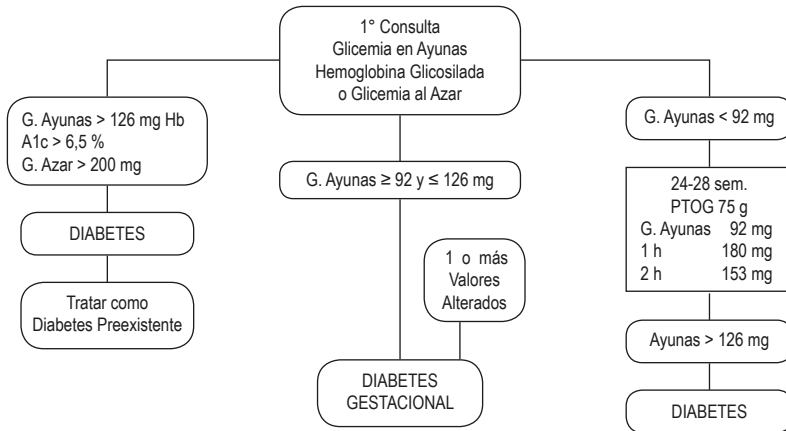 1° Consulta
Glicemia en Ayunas
Hemoglobina Glicosilada
o Glicemia al Azar
G. Ayunas > 126 mg Hb
A1c > 6,5 %
G. Azar > 200 mg
DIABETES
Tratar como
Diabetes Preexistente
G. Ayunas ≥ 92 y ≤ 126 mg
1 o más
Valores
Alterados
DIABETES
GESTACIONAL
G. Ayunas < 92 mg
24-28 sem.
PTOG 75 g
G. Ayunas 92 mg
1 h 180 mg
2 h 153 mg
Ayunas > 126 mg
DIABETES